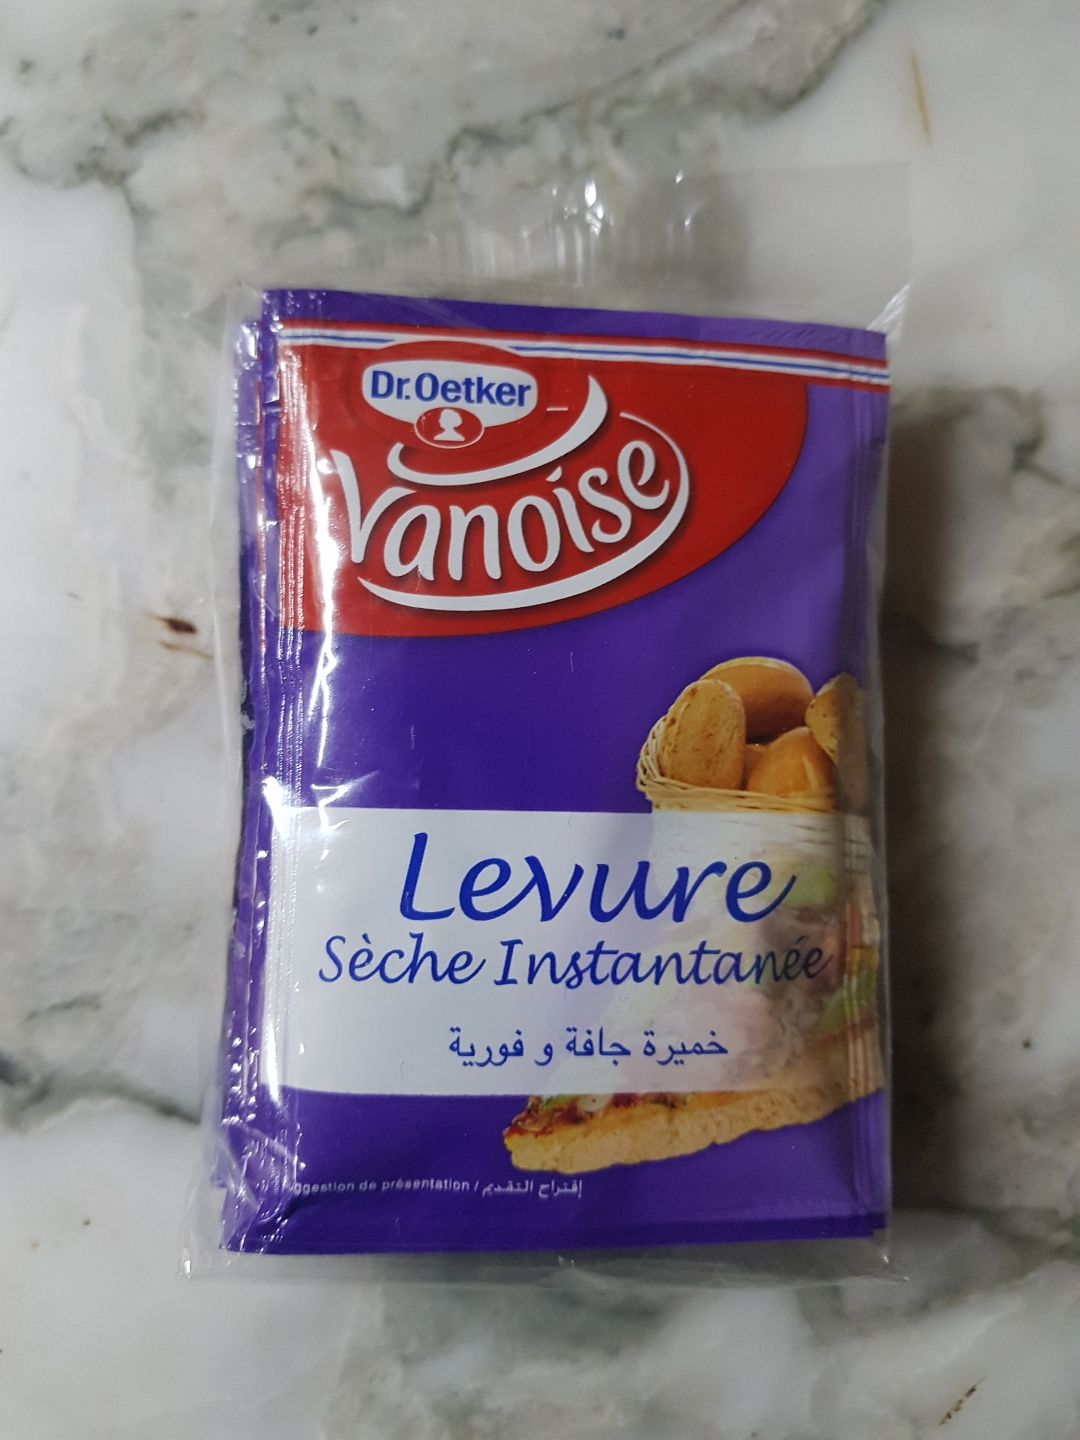 Dr.Oetker
Vanoise
Levure
Sèche Instantanée
خميرة جافة و فورية
ggestion de présentation / إقتراح التقديم